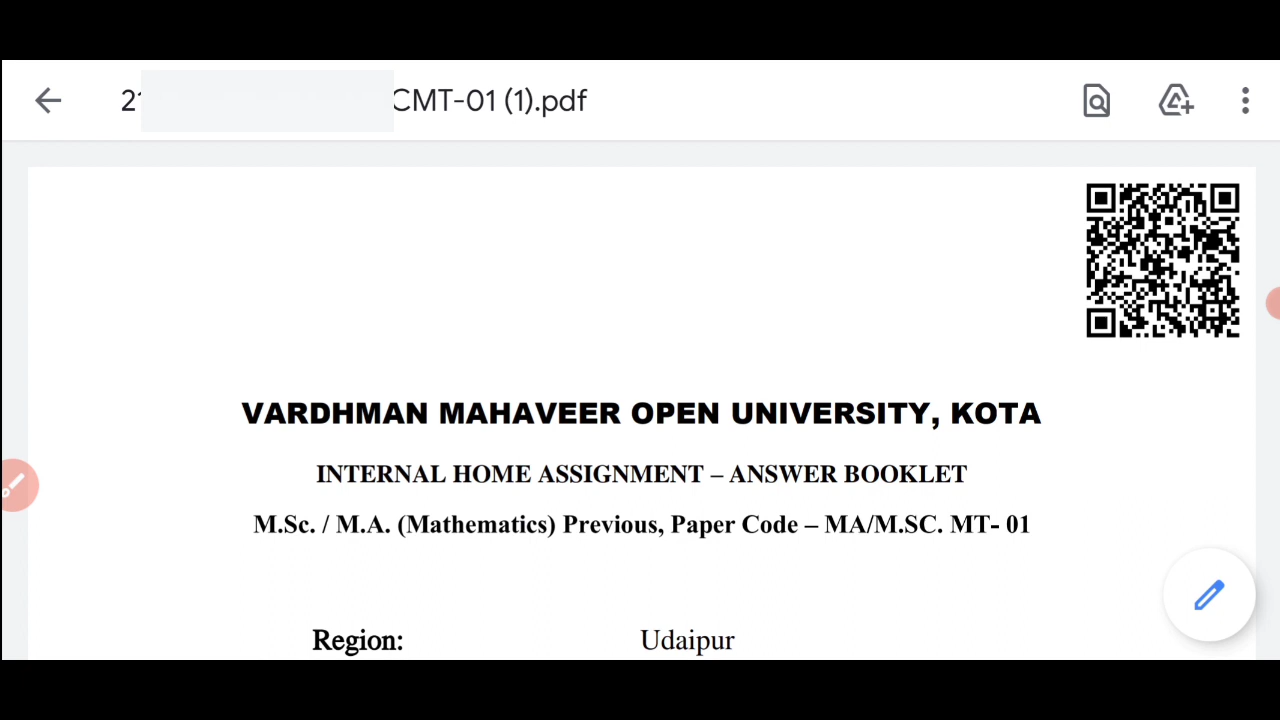 21 CMT-01 (1).pdf
VARDHMAN MAHAVEER OPEN UNIVERSITY, KOTA
INTERNAL HOME ASSIGNMENT – ANSWER BOOKLET
M.Sc. / M.A. (Mathematics) Previous, Paper Code – MA/M.SC. MT- 01
Region: Udaipur